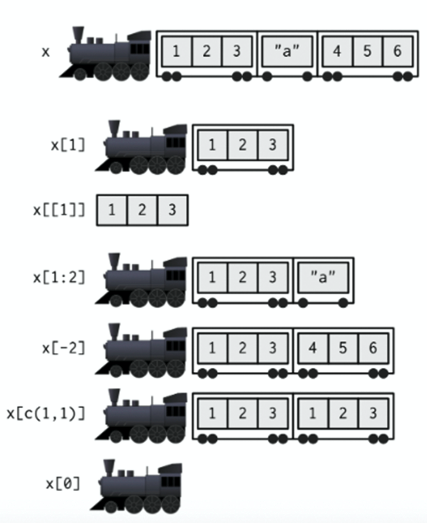 x 1 2 3 "a" 4 5 6
x[1] 1 2 3
x[[1]] 1 2 3
x[1:2] 1 2 3 "a"
x[-2] 1 2 3 4 5 6
x[c(1,1)] 1 2 3 1 2 3
x[0]